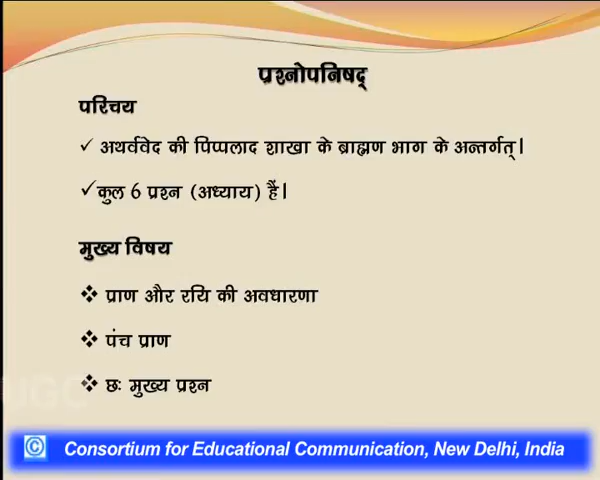 प्रश्नोपनिषद्
परिचय
✓ अथर्ववेद की पिप्पलाद शाखा के ब्राह्मण भाग के अन्तर्गत्।
✓ कुल 6 प्रश्न (अध्याय) हैं।
मुख्य विषय
❖ प्राण और रयि की अवधारणा
❖ पंच प्राण
❖ छः मुख्य प्रश्न
UGC
© Consortium for Educational Communication, New Delhi, India